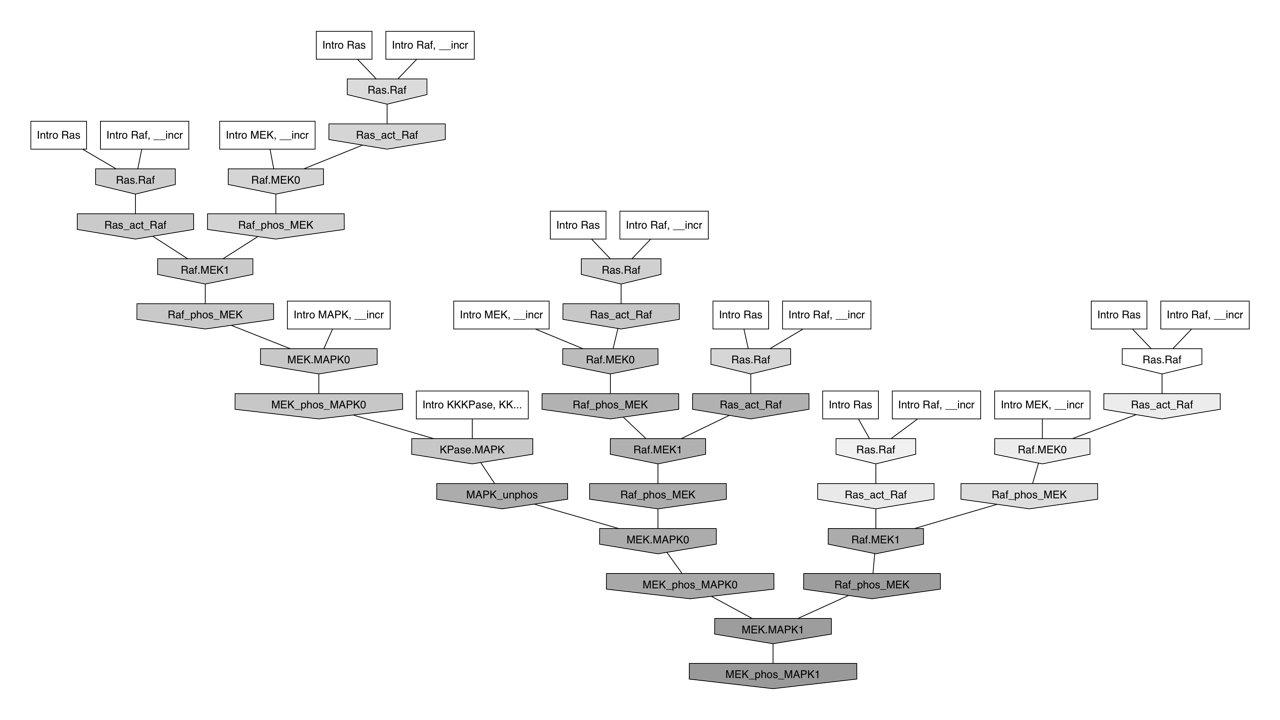 Intro Ras
Intro Raf, __incr
Ras.Raf
Intro Ras
Intro Raf, __incr
Intro MEK, __incr
Ras_act_Raf
Ras.Raf
Raf.MEK0
Ras_act_Raf
Raf_phos_MEK
Intro Ras
Intro Raf, __incr
Raf.MEK1
Ras.Raf
Raf_phos_MEK
Intro MAPK, __incr
Intro MEK, __incr
Ras_act_Raf
Intro Ras
Intro Raf, __incr
Intro Ras
Intro Raf, __incr
MEK.MAPK0
Raf.MEK0
Ras.Raf
Ras.Raf
MEK_phos_MAPK0
Intro KKKPase, KK...
Raf_phos_MEK
Ras_act_Raf
Intro Ras
Intro Raf, __incr
Intro MEK, __incr
Ras_act_Raf
KPase.MAPK
Raf.MEK1
Ras.Raf
Raf.MEK0
MAPK_unphos
Raf_phos_MEK
Ras_act_Raf
Raf_phos_MEK
MEK.MAPK0
Raf.MEK1
MEK_phos_MAPK0
Raf_phos_MEK
MEK.MAPK1
MEK_phos_MAPK1